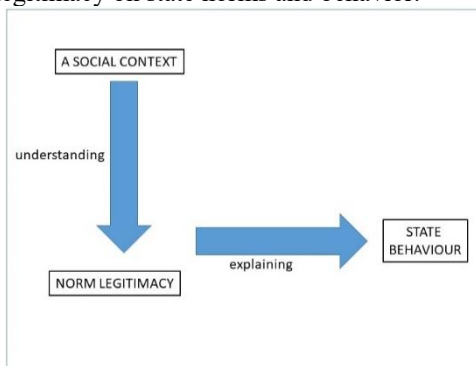 legitimacy on state norms and behavior.
A SOCIAL CONTEXT
understanding
STATE
BEHAVIOUR
explaining
NORM LEGITIMACY